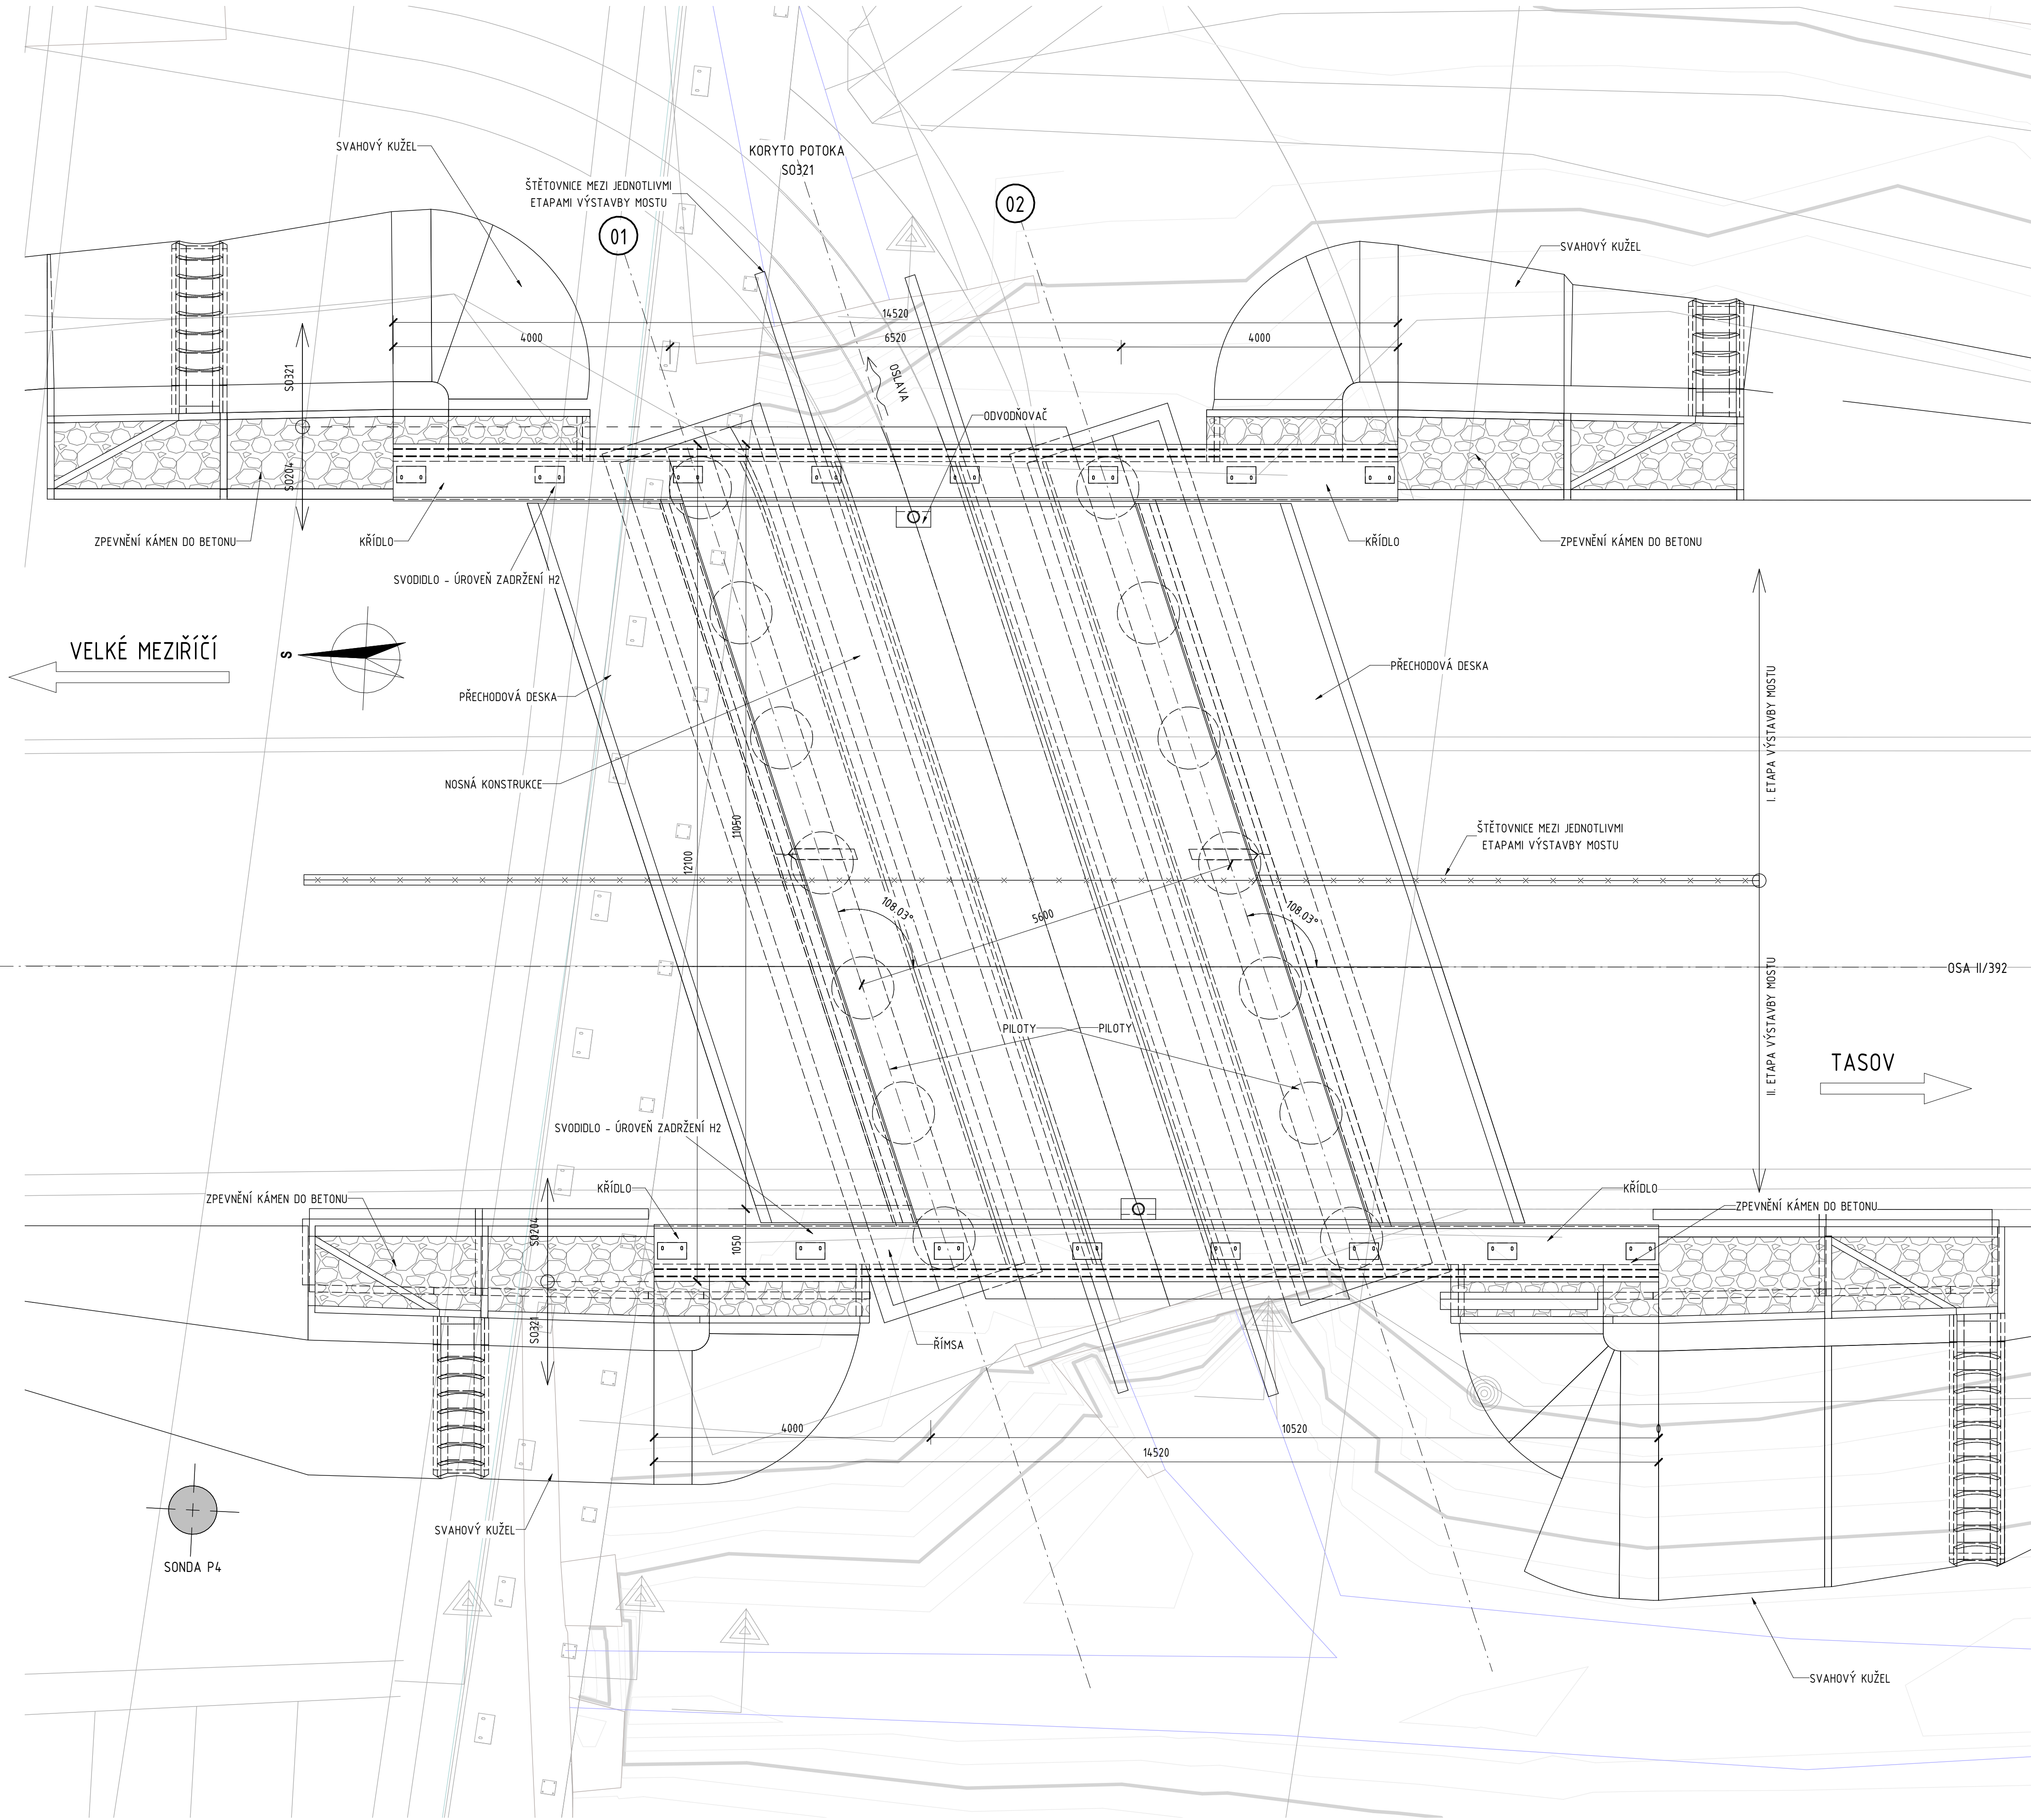 SVAHOVÝ KUŽEL
KORYTO POTOKA
SO321
ŠTĚTOVNICE MEZI JEDNOTLIVMI
ETAPAMI VÝSTAVBY MOSTU
01
02
SVAHOVÝ KUŽEL
14520
4000
6520
4000
SO321
SO204
OSLAVA
ODVODŇOVAČ
ZPEVNĚNÍ KÁMEN DO BETONU
KŘÍDLO
KŘÍDLO
ZPEVNĚNÍ KÁMEN DO BETONU
SVODIDLO - ÚROVEŇ ZADRŽENÍ H2
VELKÉ MEZIŘÍČÍ
S
PŘECHODOVÁ DESKA
PŘECHODOVÁ DESKA
I. ETAPA VÝSTAVBY MOSTU
NOSNÁ KONSTRUKCE
11050
12100
ŠTĚTOVNICE MEZI JEDNOTLIVMI
ETAPAMI VÝSTAVBY MOSTU
108.03°
5600
108.03°
OSA II/392
II. ETAPA VÝSTAVBY MOSTU
PILOTY
PILOTY
TASOV
SVODIDLO - ÚROVEŇ ZADRŽENÍ H2
KŘÍDLO
KŘÍDLO
ZPEVNĚNÍ KÁMEN DO BETONU
ZPEVNĚNÍ KÁMEN DO BETONU
SO204
SO321
1050
ŘÍMSA
4000
10520
0
14520
SVAHOVÝ KUŽEL
SONDA P4
SVAHOVÝ KUŽEL